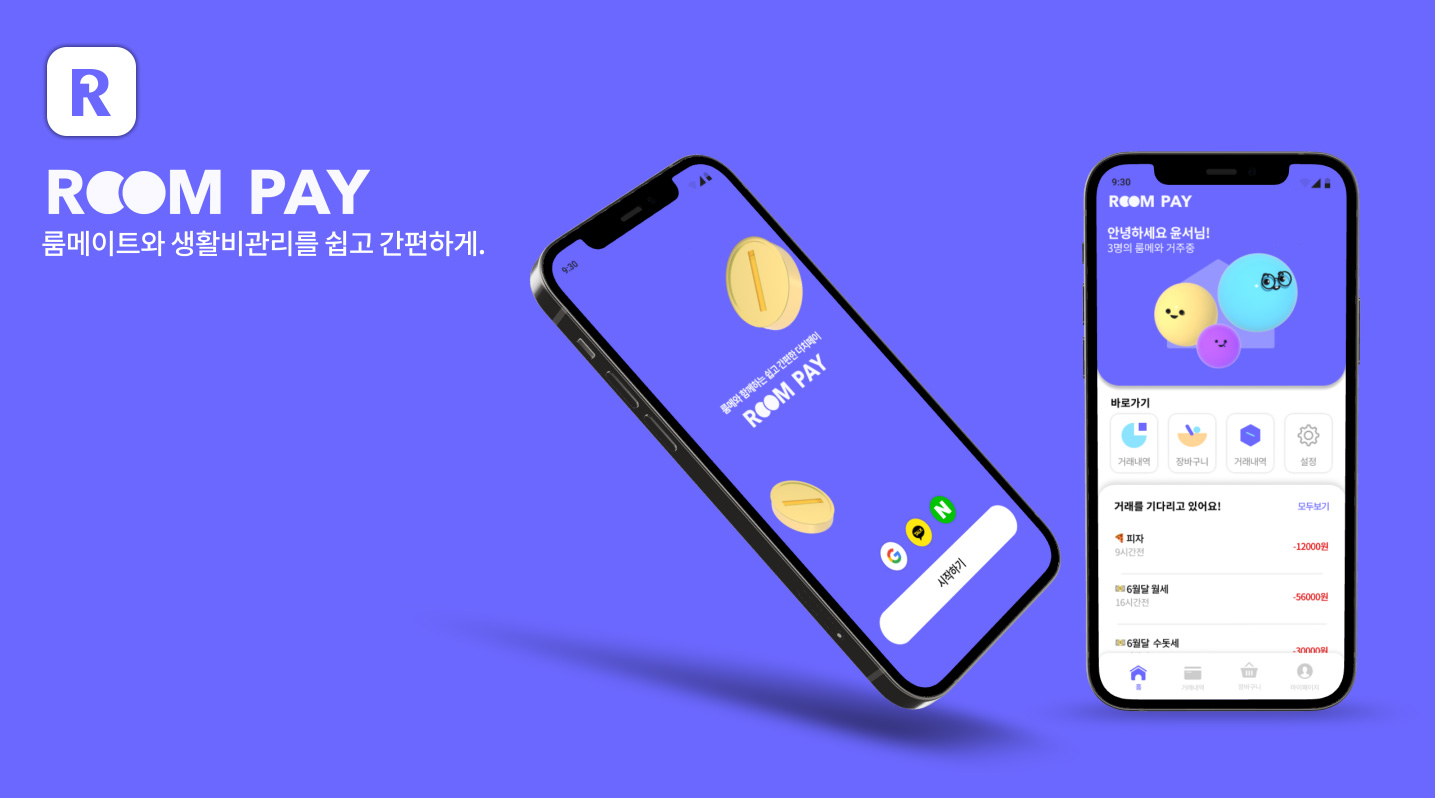 R
ROOM PAY
룸메이트와 생활비관리를 쉽고 간편하게.
9:30
룸메와 함께하는 쉽고 간편한 더치페이
ROOM PAY
시작하기
9:30
ROOM PAY
안녕하세요 윤서님!
3명의 룸메와 거주중
바로가기
거래내역 장바구니 거래내역 설정
거래를 기다리고 있어요! 모두보기
피자
9시간전
-12000원
6월달 월세
16시간전
-56000원
6월달 수돗세
-30000원
홈 거래내역 장바구니 마이페이지